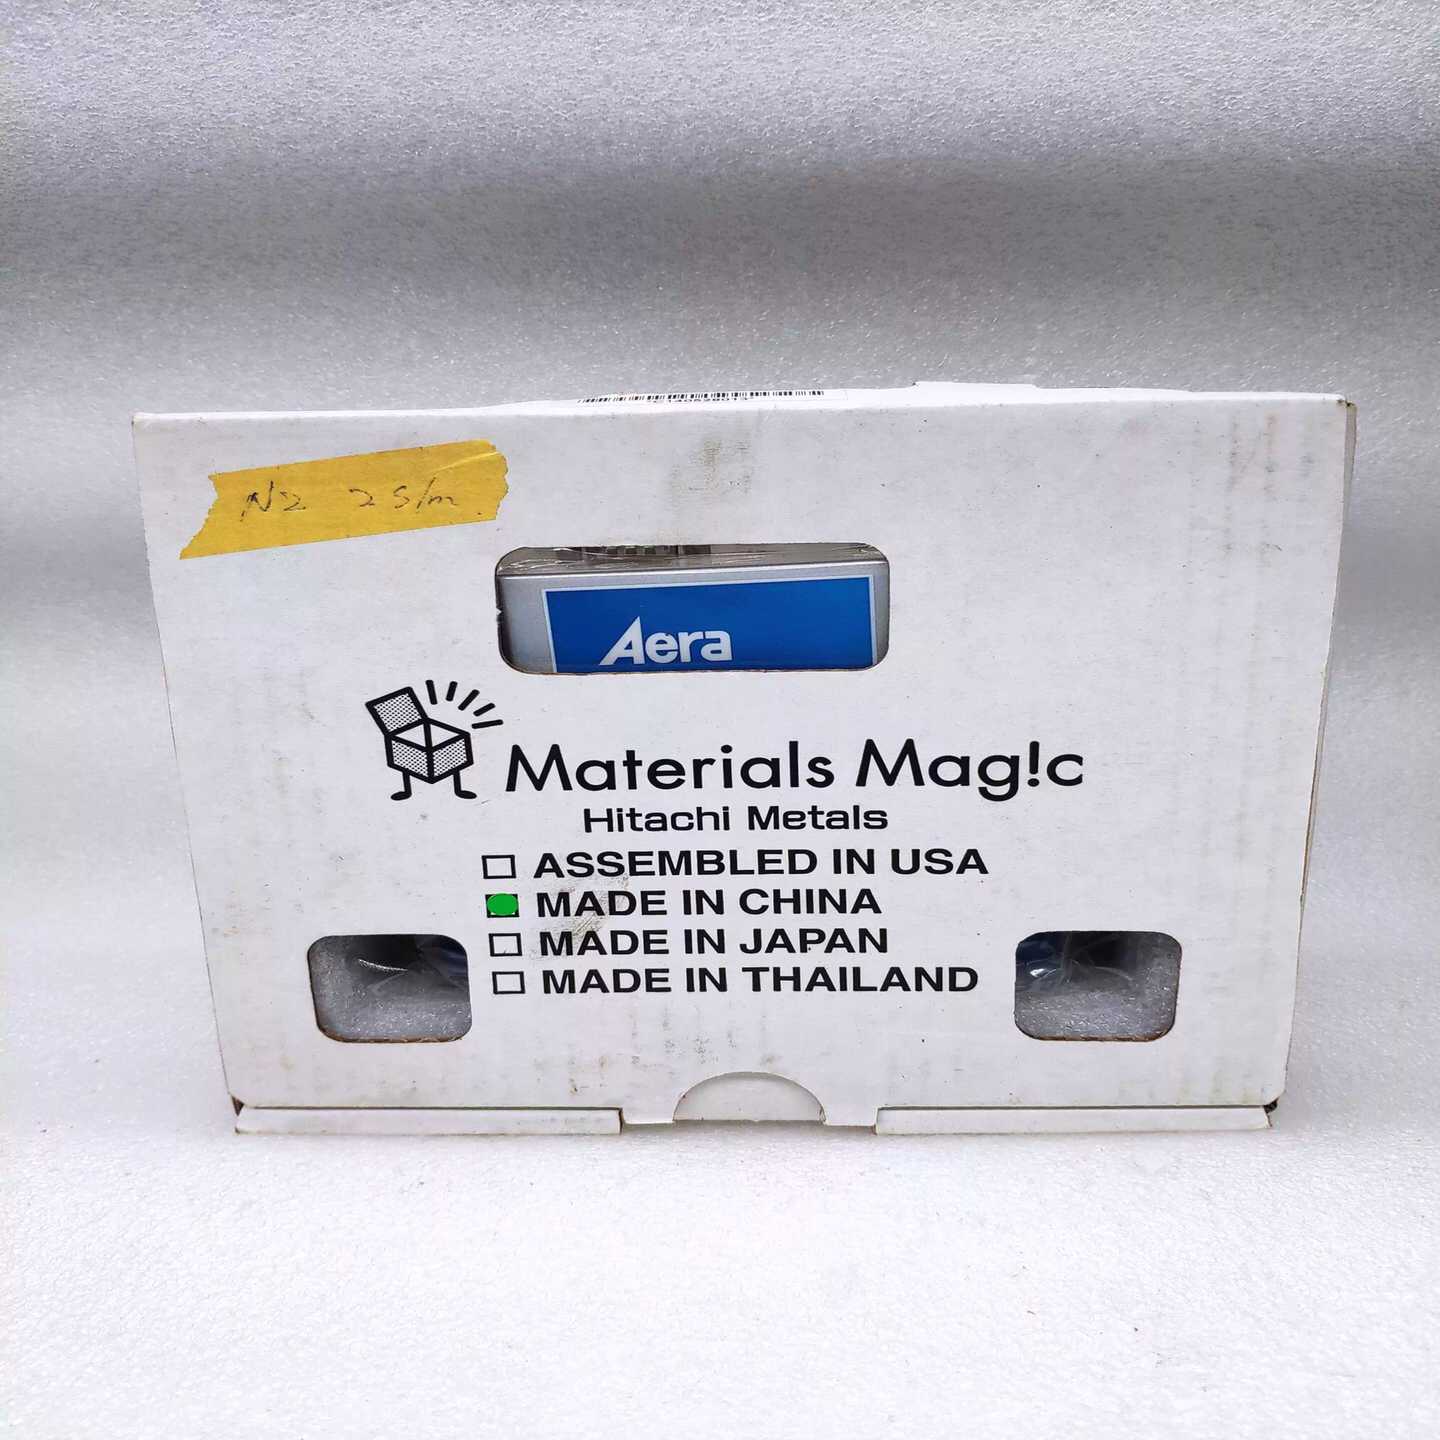 N2 2 S/m
Aera
Materials Mag!c
Hitachi Metals
ASSEMBLED IN USA
MADE IN CHINA
MADE IN JAPAN
MADE IN THAILAND